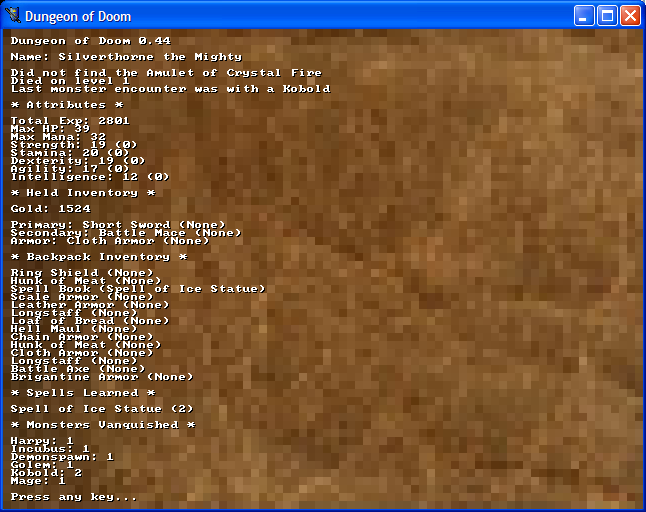 Dungeon of Doom
Dungeon of Doom 0.44
Name: Silverthorne the Mighty
Did not find the Amulet of Crystal Fire
Died on level 1
Last monster encounter was with a Kobold
* Attributes *
Total Exp: 2801
Max HP: 39
Max Mana: 32
Strength: 19 (0)
Stamina: 20 (0)
Dexterity: 19 (0)
Agility: 17 (0)
Intelligence: 12 (0)
* Held Inventory *
Gold: 1524
Primary: Short Sword (None)
Secondary: Battle Mace (None)
Armor: Cloth Armor (None)
* Backpack Inventory *
Ring Shield (None)
Hunk of Meat (None)
Spell Book (Spell of Ice Statue)
Scale Armor (None)
Leather Armor (None)
Longstaff (None)
Loaf of Bread (None)
Hell Maul (None)
Chain Armor (None)
Hunk of Meat (None)
Cloth Armor (None)
Longstaff (None)
Battle Axe (None)
Brigantine Armor (None)
* Spells Learned *
Spell of Ice Statue (2)
* Monsters Vanquished *
Harpy: 1
Incubus: 1
Demonspawn: 1
Golem: 1
Kobold: 2
Mage: 1
Press any key...